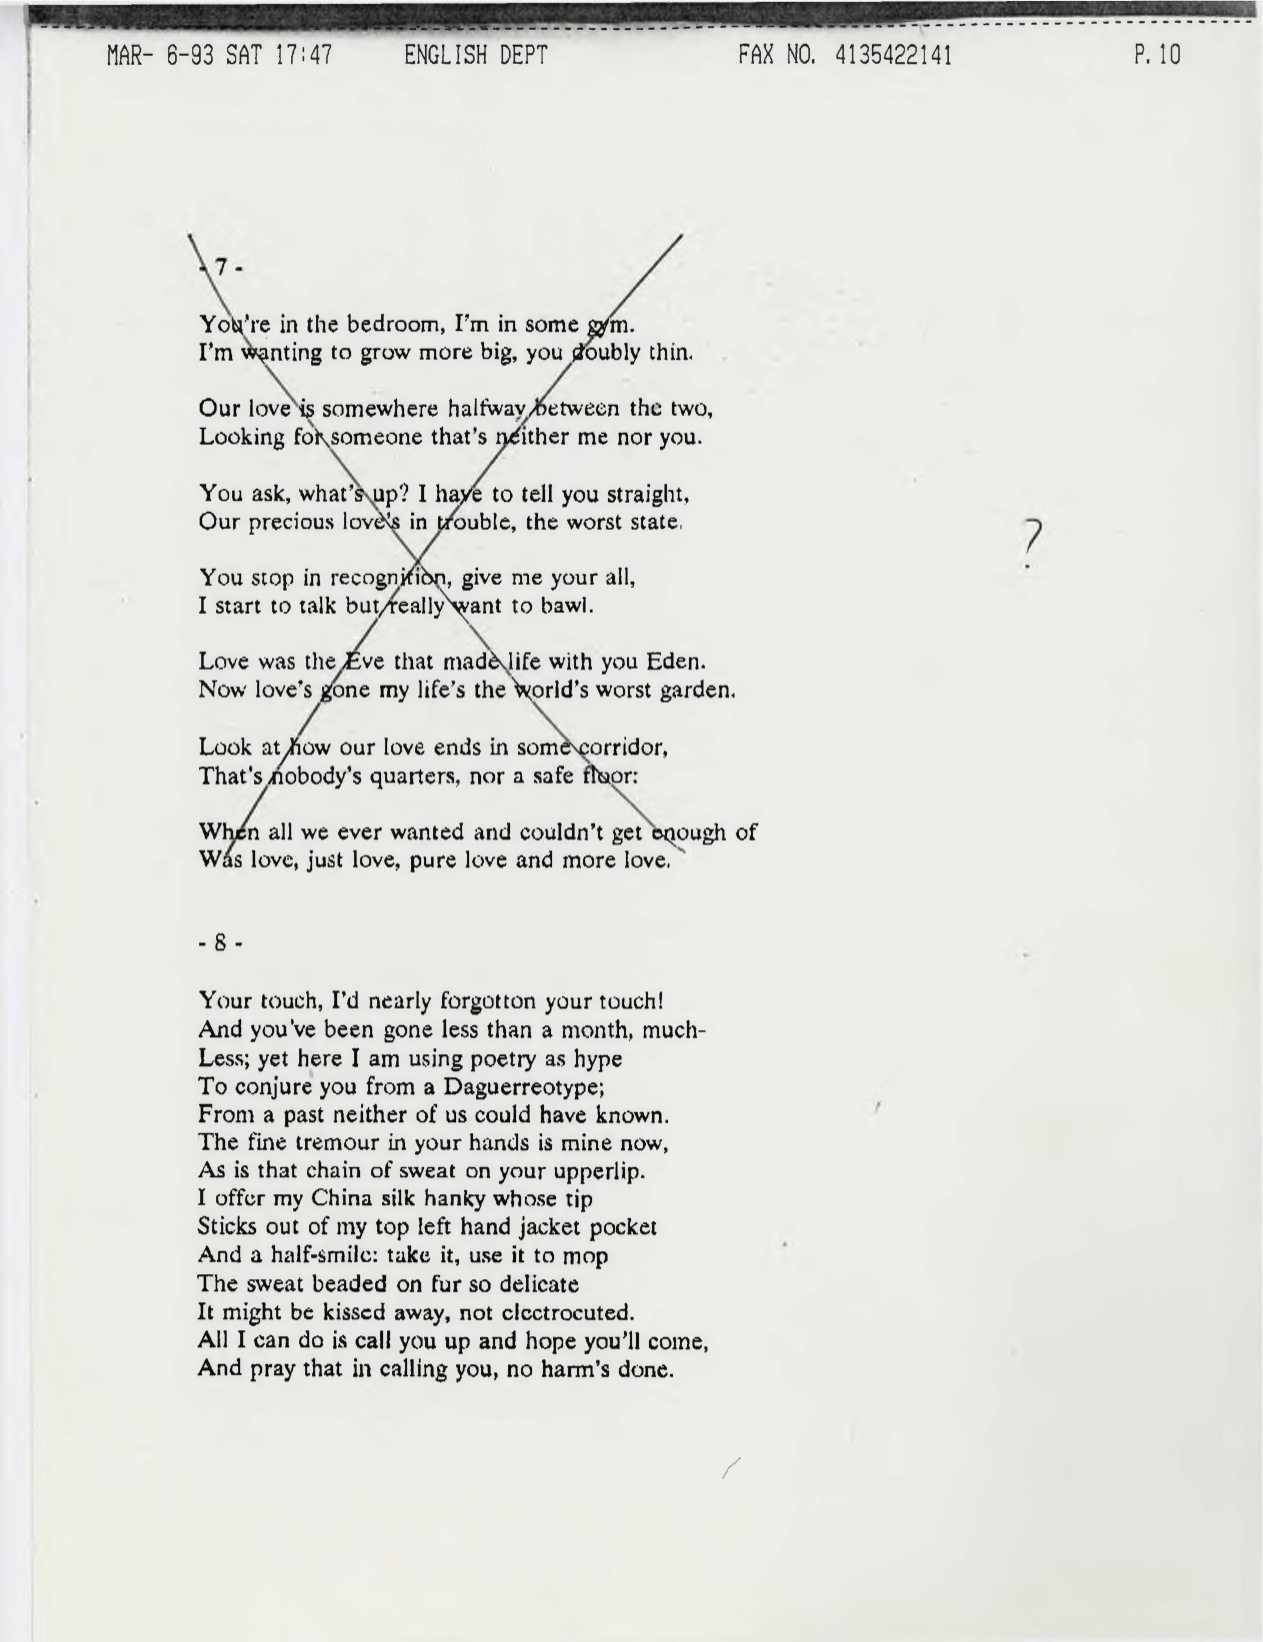 MAR- 6-93 SAT 17:47 ENGLISH DEPT FAX NO. 4135422141 P.10
- 7 -
You're in the bedroom, I'm in some gym.
I'm wanting to grow more big, you doubly thin.
Our love is somewhere halfway between the two,
Looking for someone that's neither me nor you.
You ask, what's up? I have to tell you straight,
Our precious love's in trouble, the worst state.
?
You stop in recognition, give me your all,
I start to talk but really want to bawl.
Love was the Eve that made life with you Eden.
Now love's gone my life's the world's worst garden.
Look at how our love ends in some corridor,
That's nobody's quarters, nor a safe floor:
When all we ever wanted and couldn't get enough of
Was love, just love, pure love and more love.
- 8 -
Your touch, I'd nearly forgotton your touch!
And you've been gone less than a month, much-
Less; yet here I am using poetry as hype
To conjure you from a Daguerreotype;
From a past neither of us could have known.
The fine tremour in your hands is mine now,
As is that chain of sweat on your upperlip.
I offer my China silk hanky whose tip
Sticks out of my top left hand jacket pocket
And a half-smile: take it, use it to mop
The sweat beaded on fur so delicate
It might be kissed away, not electrocuted.
All I can do is call you up and hope you'll come,
And pray that in calling you, no harm's done.